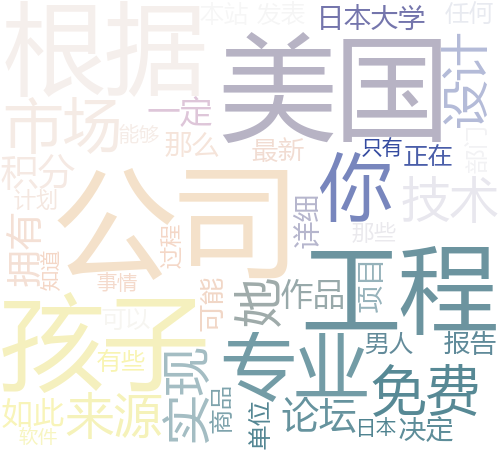 本站
发表
日本大学
任何
根据
美国
设计
市场
一定
能够
那么
最新
只有
正在
部门
积分
你
技术
计划
公司
详细
那些
拥有
知道
过程
事情
可能
她
作品
项目
工程
孩子
可以
有些
实现
专业
男人
报告
免费
如此
来源
商品
单位
论坛
日本
决定
软件